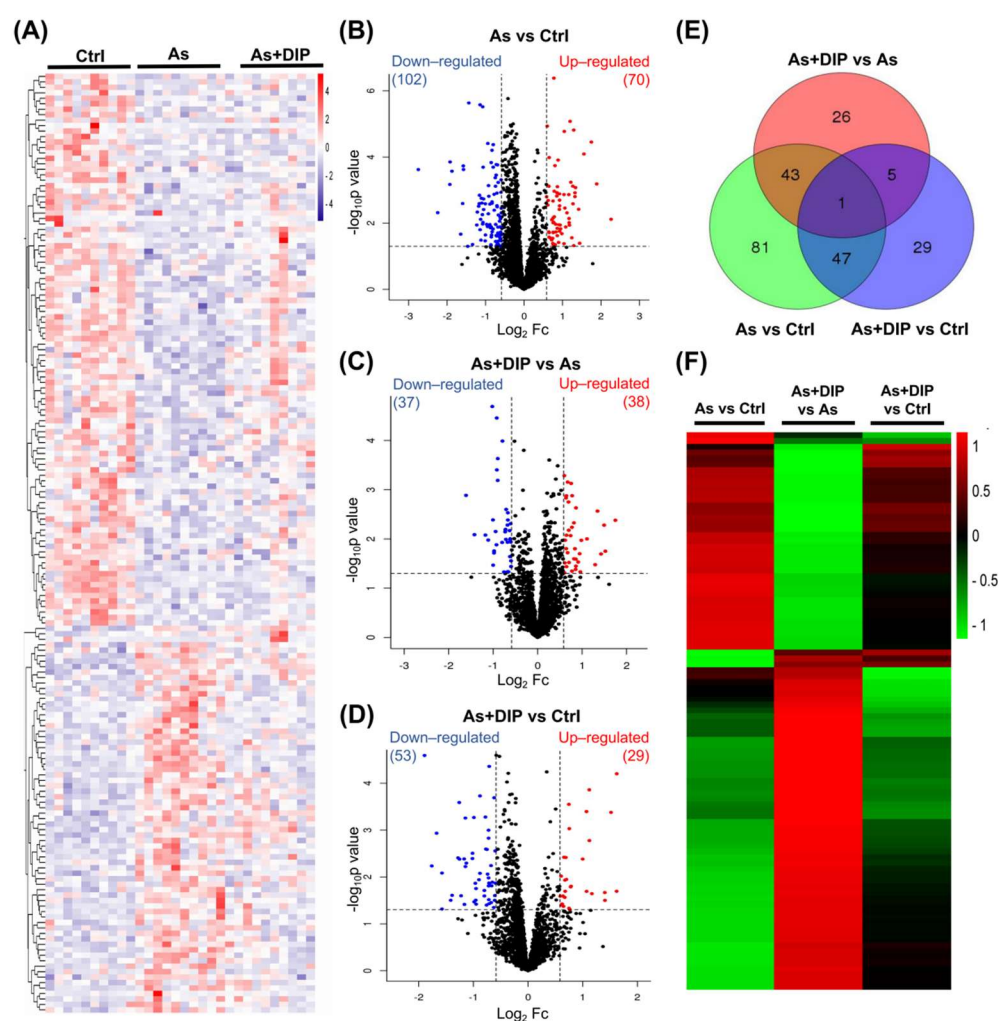 (A)
Ctrl As As+DIP
4
2
0
- 2
- 4
(B)
As vs Ctrl
Down–regulated
(102)
Up–regulated
(70)
-log10p value
6
4
2
0
-3 -2 -1 0 1 2 3
Log2 Fc
(C)
As+DIP vs As
Down–regulated
(37)
Up–regulated
(38)
-log10p value
4
3
2
1
0
-3 -2 -1 0 1 2
Log2 Fc
(D)
As+DIP vs Ctrl
Down–regulated
(53)
Up–regulated
(29)
-log10p value
4
3
2
1
0
-2 -1 0 1 2
Log2 Fc
(E)
As+DIP vs As
26
43
5
1
81
47
29
As vs Ctrl
As+DIP vs Ctrl
(F)
As vs Ctrl
As+DIP
vs As
As+DIP
vs Ctrl
1
0.5
0
- 0.5
- 1